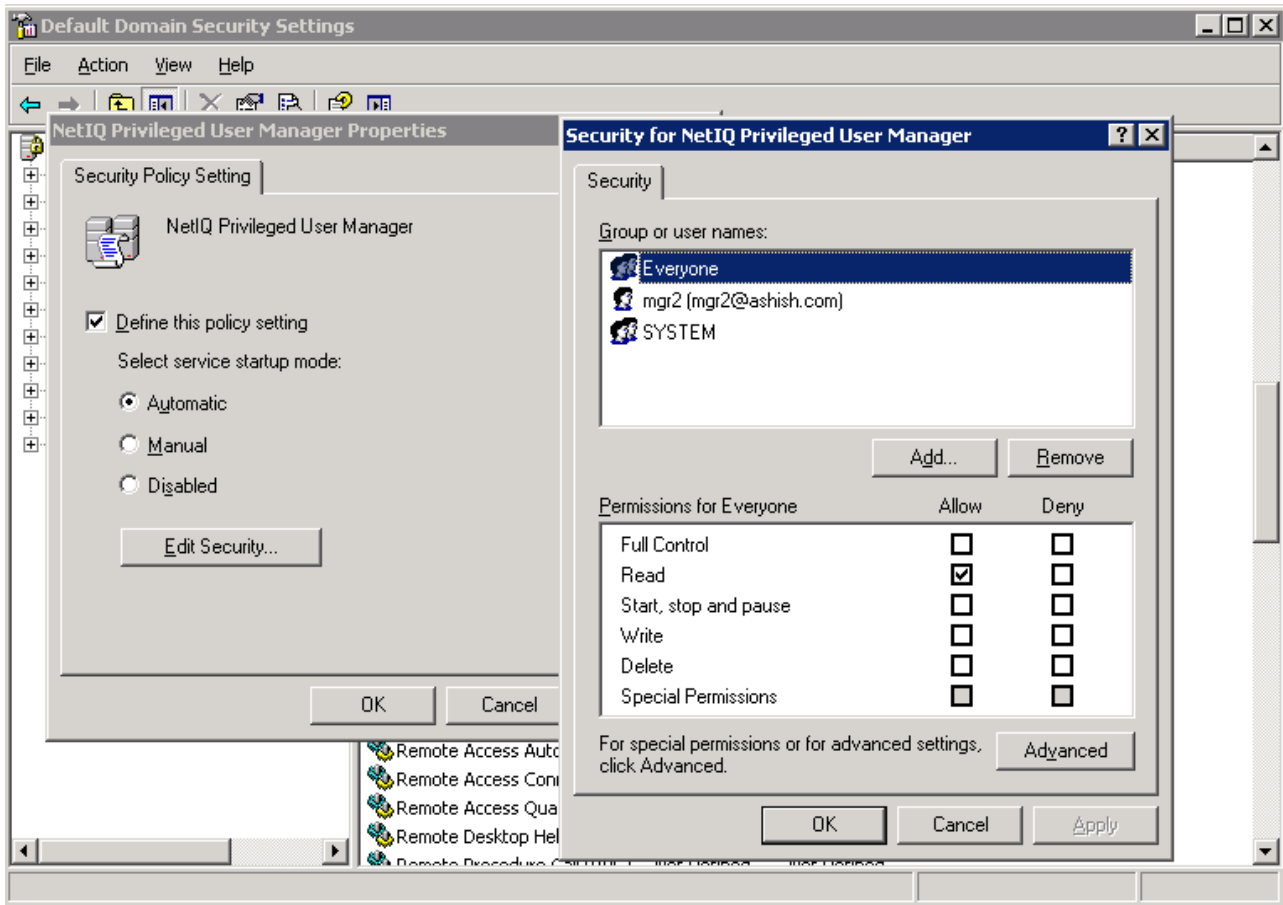 Default Domain Security Settings
File Action View Help
NetIQ Privileged User Manager Properties
Security Policy Setting
NetIQ Privileged User Manager
Define this policy setting
Select service startup mode:
Automatic
Manual
Disabled
Edit Security...
OK Cancel
Security for NetIQ Privileged User Manager
Security
Group or user names:
Everyone
mgr2 (mgr2@ashish.com)
SYSTEM
Add... Remove
Permissions for Everyone Allow Deny
Full Control
Read
Start, stop and pause
Write
Delete
Special Permissions
For special permissions or for advanced settings,
click Advanced.
Advanced
OK Cancel Apply
Remote Access Auto
Remote Access Con
Remote Access Qua
Remote Desktop Hel
Remote Procedure